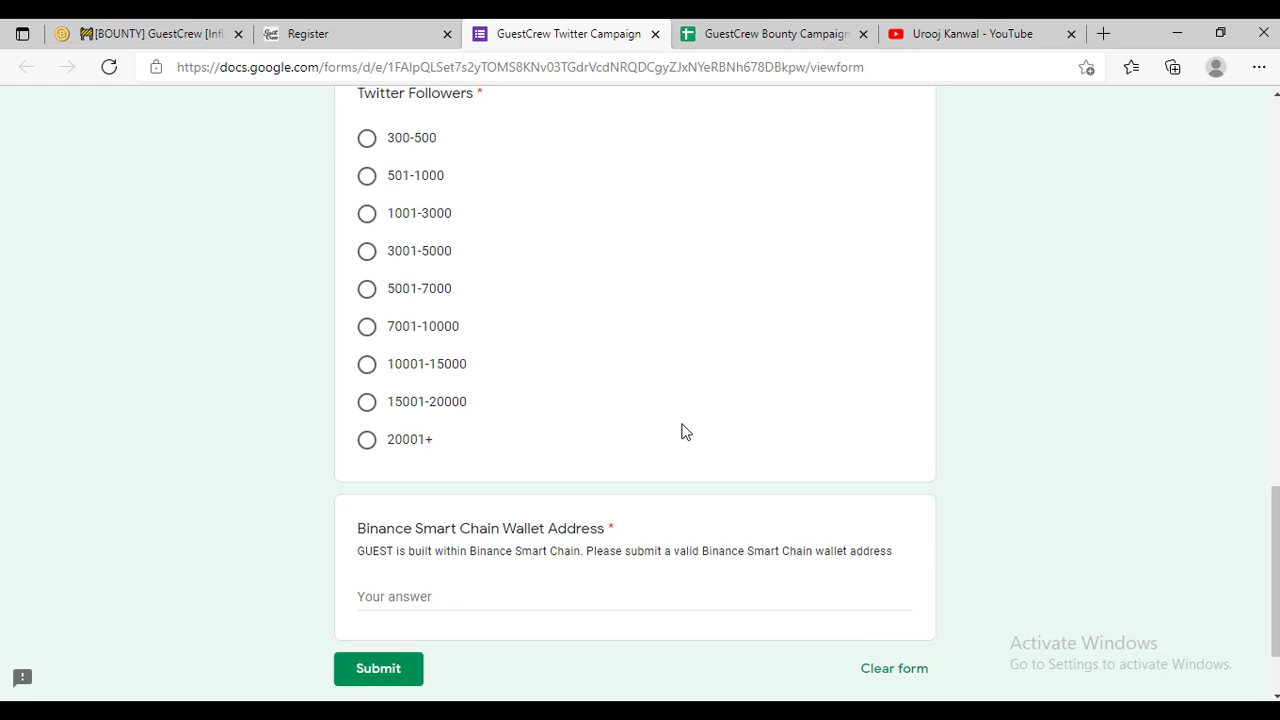 [BOUNTY] GuestCrew [Infl
Register
GuestCrew Twitter Campaign
GuestCrew Bounty Campaign
Urooj Kanwal - YouTube
https://docs.google.com/forms/d/e/1FAIpQLSet7s2yTOMS8KNv03TGdrVcdNRQDCgyZJxNYeRBNh678DBkpw/viewform
Twitter Followers *
300-500
501-1000
1001-3000
3001-5000
5001-7000
7001-10000
10001-15000
15001-20000
20001+
Binance Smart Chain Wallet Address *
GUEST is built within Binance Smart Chain. Please submit a valid Binance Smart Chain wallet address
Your answer
Submit
Clear form
Activate Windows
Go to Settings to activate Windows.